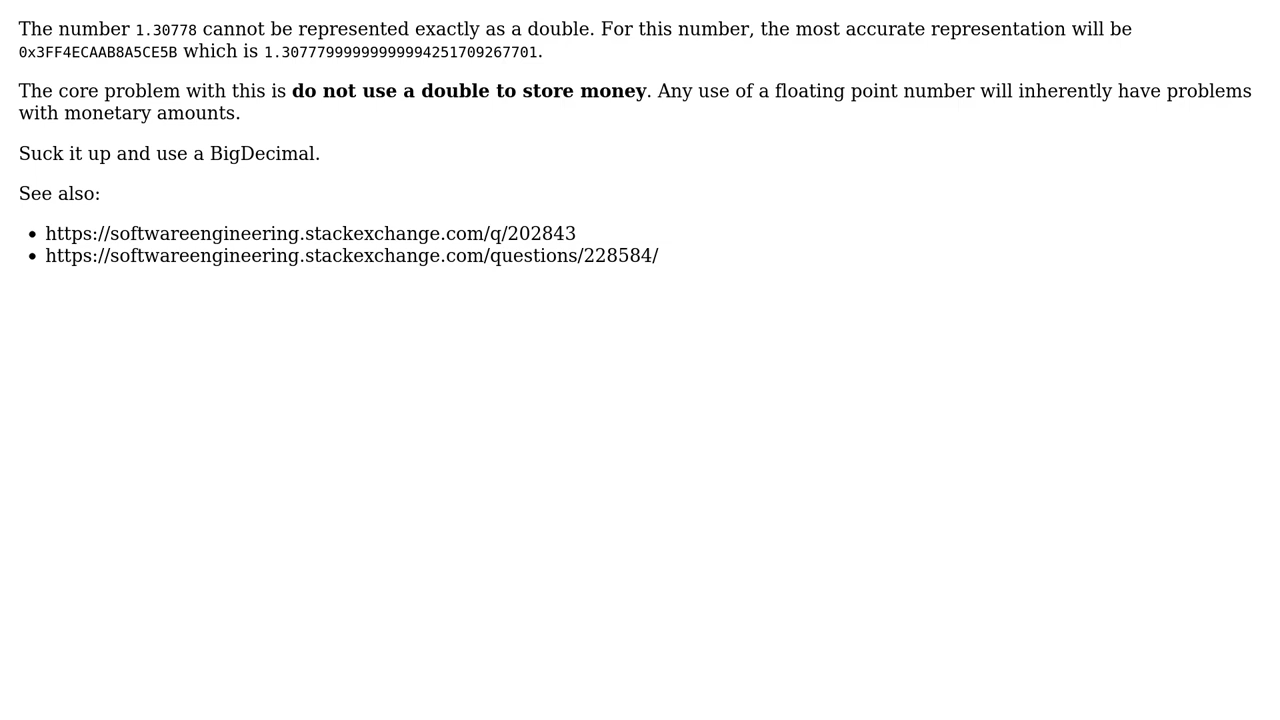 The number 1.30778 cannot be represented exactly as a double. For this number, the most accurate representation will be
0x3FF4ECAAB8A5CE5B which is 1.3077799999999999425​1709267701.
The core problem with this is do not use a double to store money. Any use of a floating point number will inherently have problems
with monetary amounts.
Suck it up and use a BigDecimal.
See also:
• https://softwareengineering.stackexchange.com/q/202843
• https://softwareengineering.stackexchange.com/questions/228584/